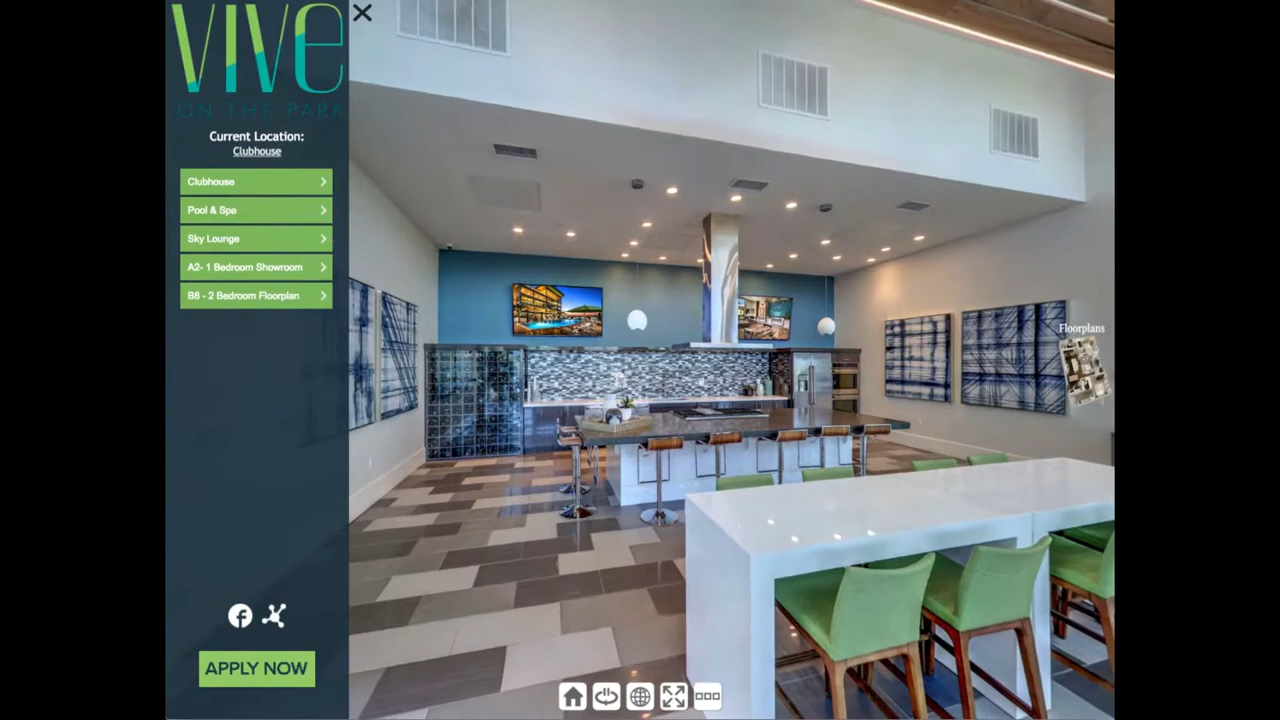 VIVe
ON THE PARK
Current Location:
Clubhouse
Clubhouse
Pool & Spa
Sky Lounge
A2- 1 Bedroom Showroom
B8 - 2 Bedroom Floorplan
APPLY NOW
Floorplans